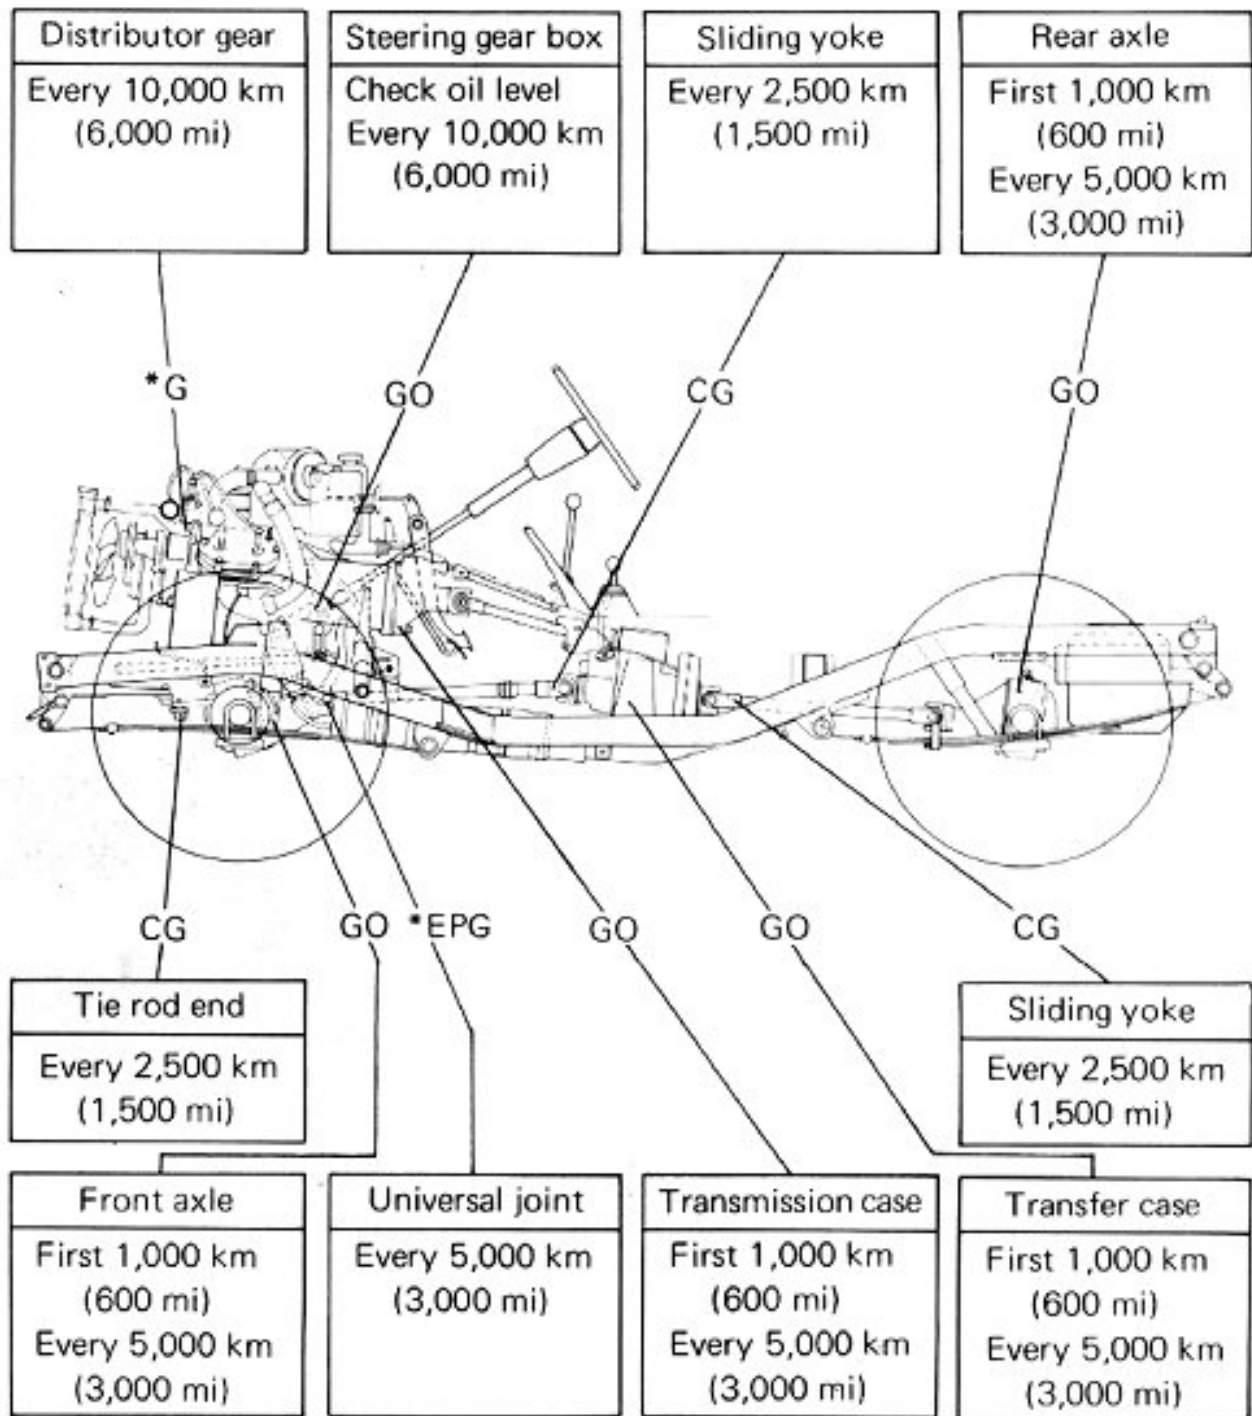 Distributor gear
Every 10,000 km
(6,000 mi)
Steering gear box
Check oil level
Every 10,000 km
(6,000 mi)
Sliding yoke
Every 2,500 km
(1,500 mi)
Rear axle
First 1,000 km
(600 mi)
Every 5,000 km
(3,000 mi)
*G
GO
CG
GO
CG
GO
*EPG
GO
GO
CG
Tie rod end
Every 2,500 km
(1,500 mi)
Sliding yoke
Every 2,500 km
(1,500 mi)
Front axle
First 1,000 km
(600 mi)
Every 5,000 km
(3,000 mi)
Universal joint
Every 5,000 km
(3,000 mi)
Transmission case
First 1,000 km
(600 mi)
Every 5,000 km
(3,000 mi)
Transfer case
First 1,000 km
(600 mi)
Every 5,000 km
(3,000 mi)